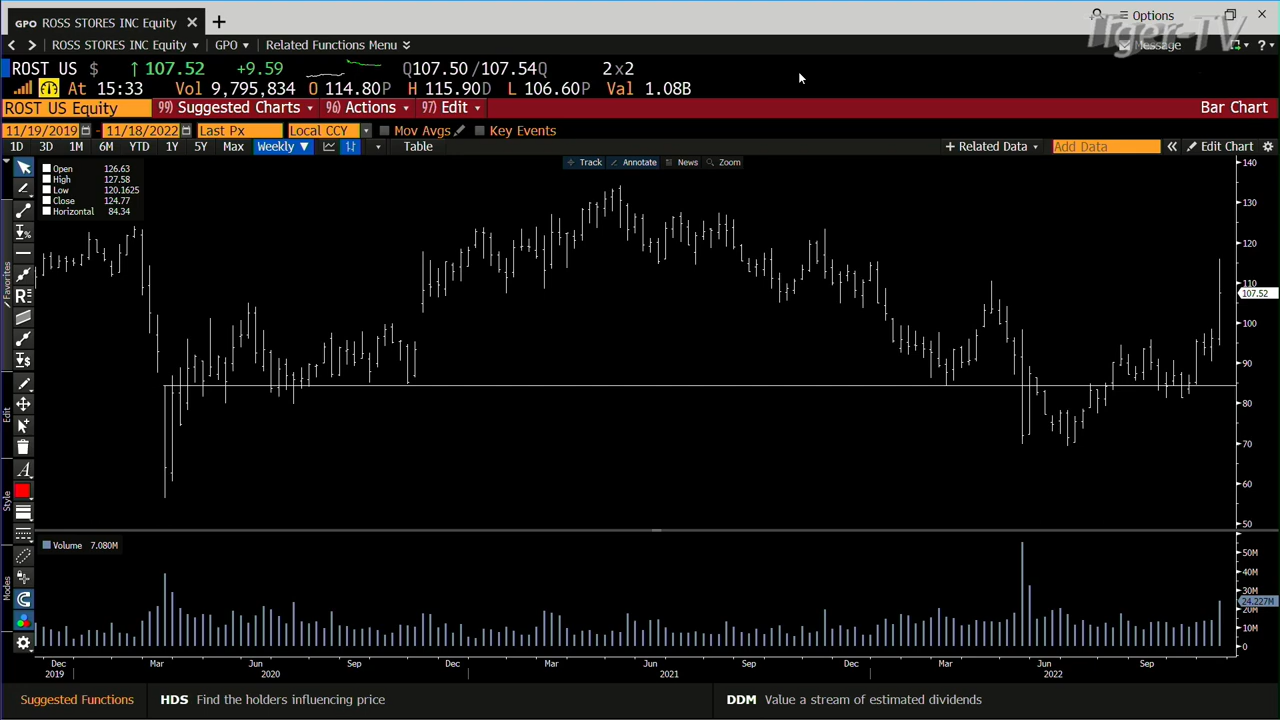 GPO ROSS STORES INC Equity
Options
Tiger-TV
ROSS STORES INC Equity GPO Related Functions Menu
Message
ROST US $ ↑107.52 +9.59 Q107.50/107.54Q 2x2
At 15:33 Vol 9,795,834 O 114.80P H 115.90D L 106.60P Val 1.08B
ROST US Equity 99) Suggested Charts 96) Actions 97) Edit Bar Chart
11/19/2019 - 11/18/2022 Last Px Local CCY Mov Avgs Key Events
1D 3D 1M 6M YTD 1Y 5Y Max Weekly ▼ Table + Related Data Add Data « Edit Chart
Track Annotate News Zoom
Open 126.63
High 127.58
Low 120.1625
Close 124.77
Horizontal 84.34
140
130
120
110
107.52
100
90
80
70
60
50
Favorites
Edit
Style
Modes
Volume 7.080M
50M
40M
30M
24.227M
20M
10M
0
Dec Mar Jun Sep Dec Mar Jun Sep Dec Mar Jun Sep
2019 2020 2021 2022
Suggested Functions HDS Find the holders influencing price DDM Value a stream of estimated dividends